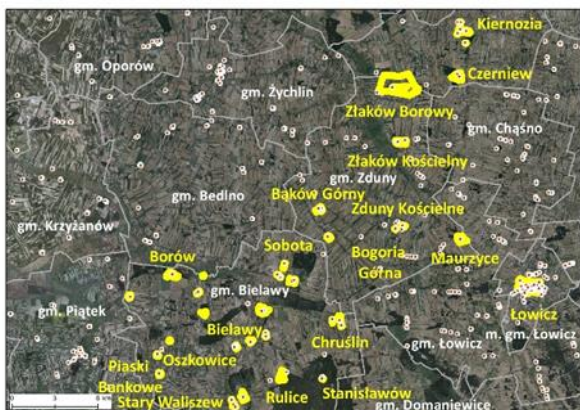 Kiernozia
gm. Oporów
Czerniew
gm. Żychlin
Złaków Borowy
gm. Chąśno
Złaków Kościelny
gm. Zduny
gm. Bedlno
Bąków Górny
Zduny Kościelne
gm. Krzyżanów
Sobota
Bogoria
Górna
Maurzyce
Borów
gm. Bielawy
gm. Piątek
Łowicz
Bielawy
m. gm. Łowicz
Chruślin
gm. Łowicz
Oszkowice
Piaski
Bankowe
Rulice
Stanisławów
Stary Waliszew
gm. Domaniewice